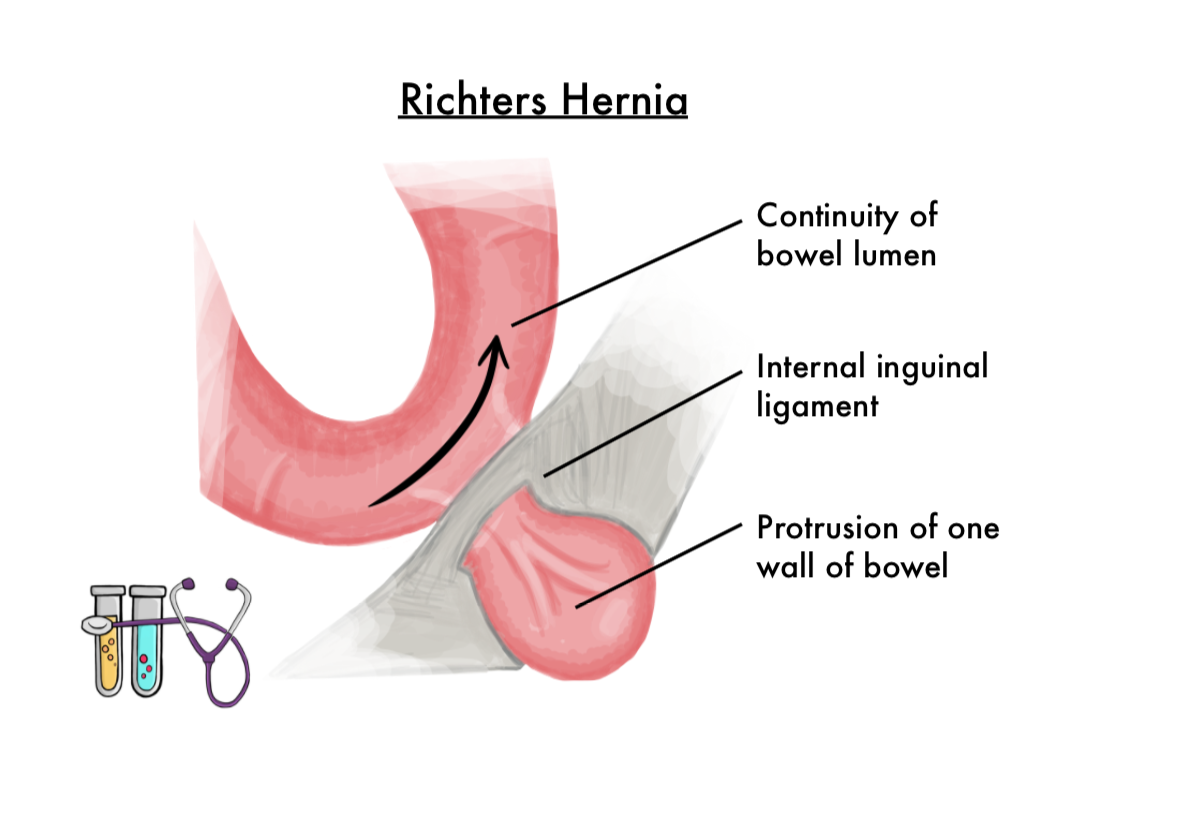 Richters Hernia
Continuity of
bowel lumen
Internal inguinal
ligament
Protrusion of one
wall of bowel